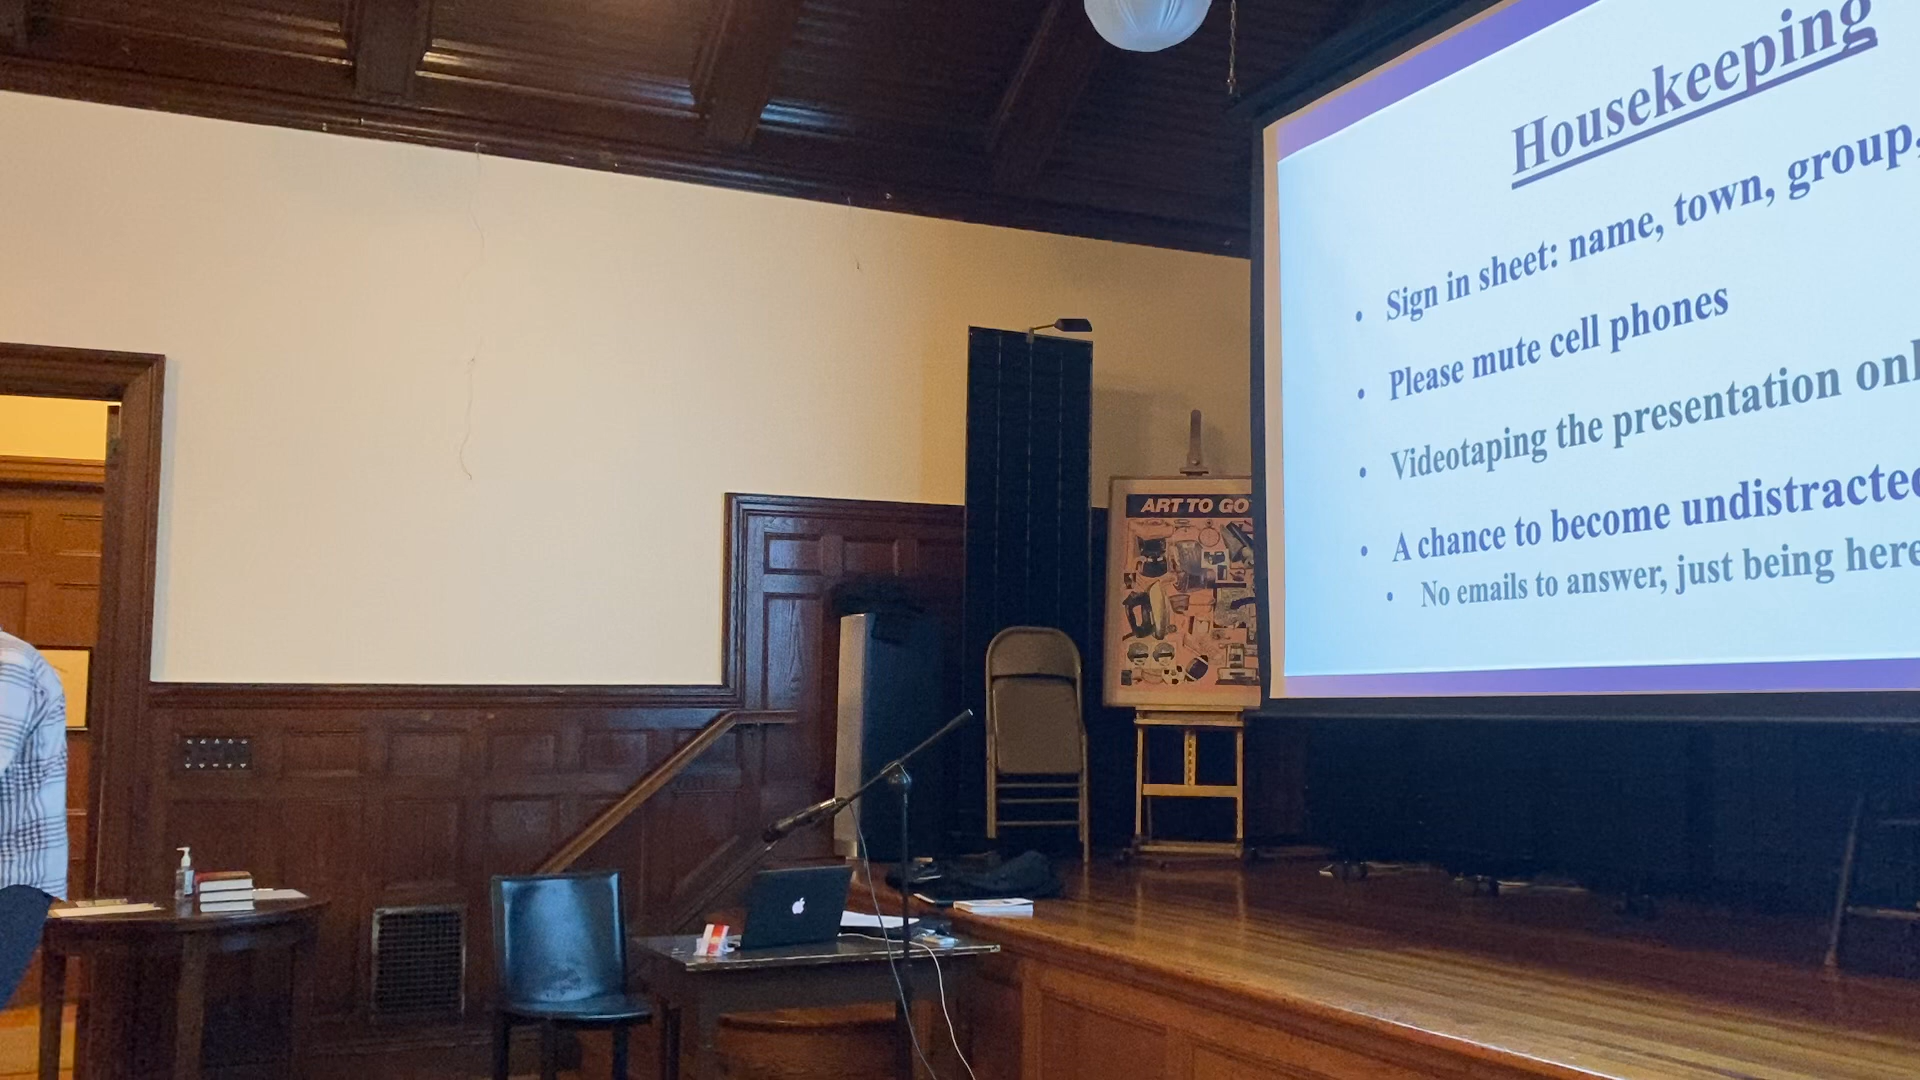 Housekeeping
• Sign in sheet: name, town, group,
• Please mute cell phones
• Videotaping the presentation
• A chance to become undistracted
• No emails to answer, just being here
ART TO GO